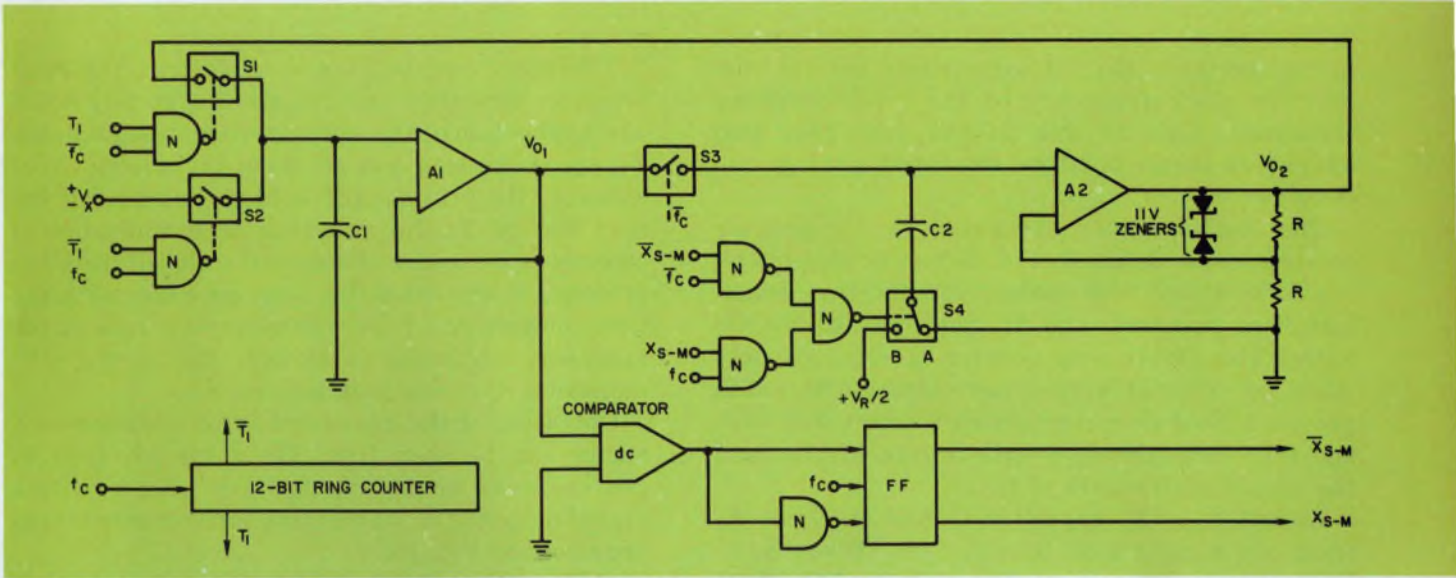 S1
T1
f̅C
N
± Vx
S2
T̅1
fC
N
C1
A1
VO1
S3
f̅C
X̅S-M
f̅C
N
N
XS-M
fC
N
C2
S4
B A
+VR/2
A2
VO2
11V
ZENERS
R
R
COMPARATOR
dc
fC
N
FF
X̅S-M
XS-M
T̅1
fC
12-BIT RING COUNTER
T1